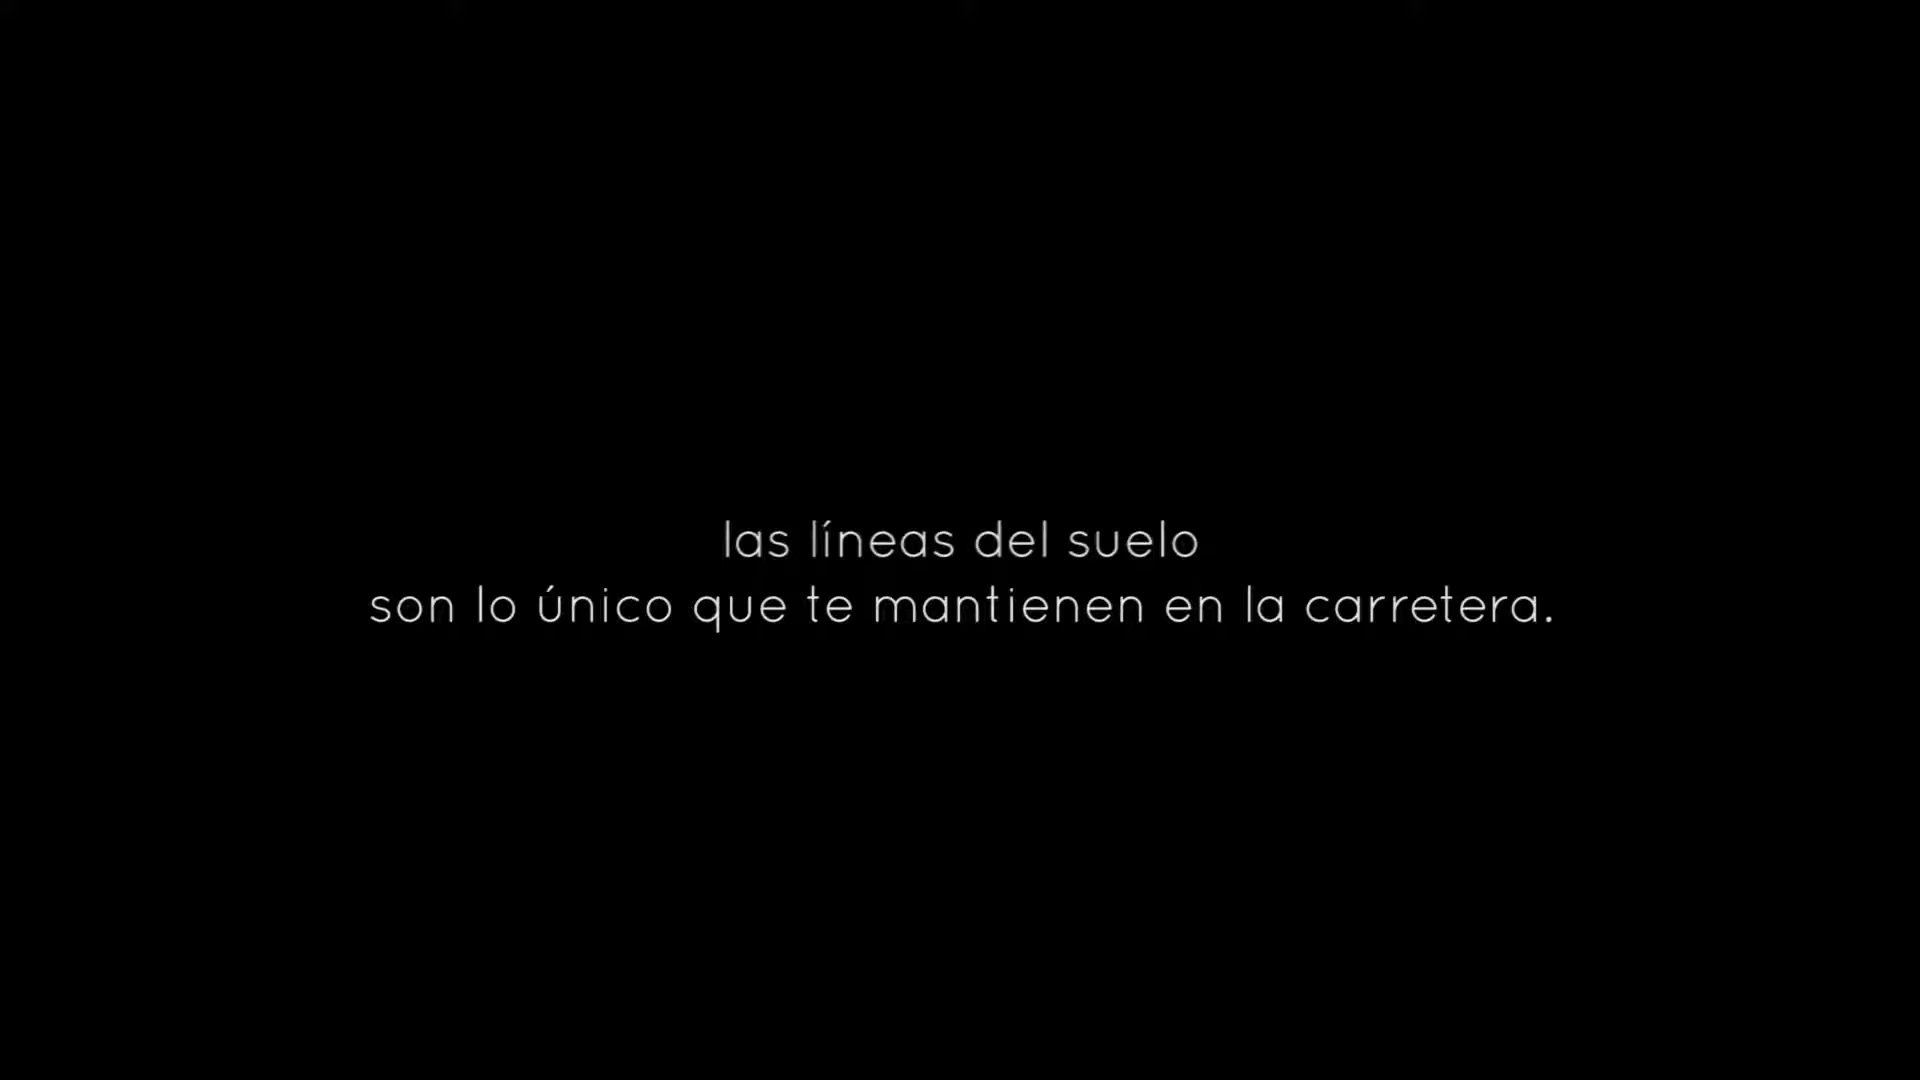 las líneas del suelo
son lo único que te mantienen en la carretera.